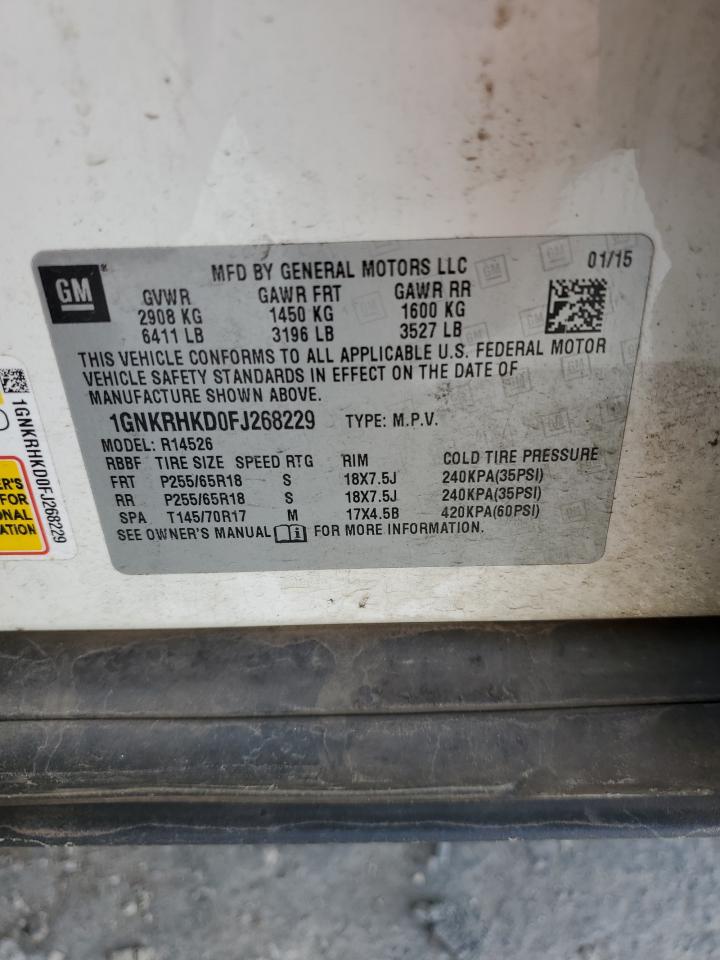 GM
MFD BY GENERAL MOTORS LLC 01/15
GVWR GAWR FRT GAWR RR
2908 KG 1450 KG 1600 KG
6411 LB 3196 LB 3527 LB
THIS VEHICLE CONFORMS TO ALL APPLICABLE U.S. FEDERAL MOTOR
VEHICLE SAFETY STANDARDS IN EFFECT ON THE DATE OF
MANUFACTURE SHOWN ABOVE.
1GNKRHKD0FJ268229 TYPE: M.P.V.
MODEL: R14526
RBBF TIRE SIZE SPEED RTG RIM COLD TIRE PRESSURE
FRT P255/65R18 S 18X7.5J 240KPA(35PSI)
RR P255/65R18 S 18X7.5J 240KPA(35PSI)
SPA T145/70R17 M 17X4.5B 420KPA(60PSI)
SEE OWNER'S MANUAL FOR MORE INFORMATION.
1GNKRHKD0FJ268229
ER'S
FOR
ONAL
ATION